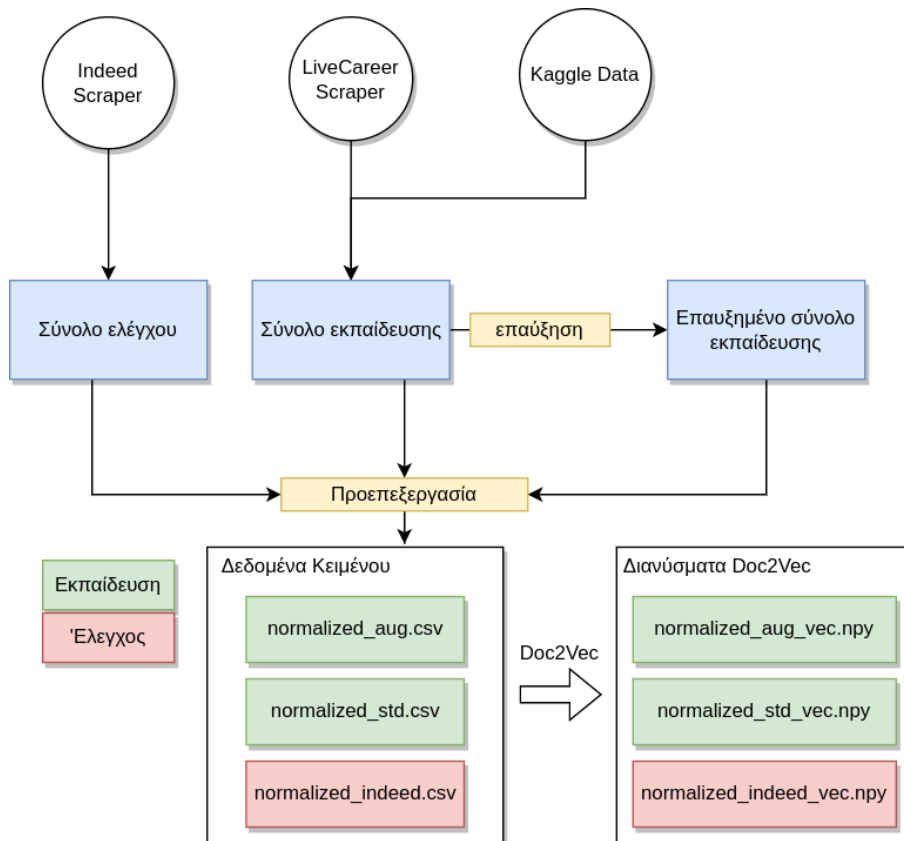 Indeed
Scraper
LiveCareer
Scraper
Kaggle Data
Σύνολο ελέγχου
Σύνολο εκπαίδευσης
επαύξηση
Επαυξημένο σύνολο
εκπαίδευσης
Προεπεξεργασία
Εκπαίδευση
'Ελεγχος
Δεδομένα Κειμένου
normalized_aug.csv
normalized_std.csv
normalized_indeed.csv
Doc2Vec
Διανύσματα Doc2Vec
normalized_aug_vec.npy
normalized_std_vec.npy
normalized_indeed_vec.npy